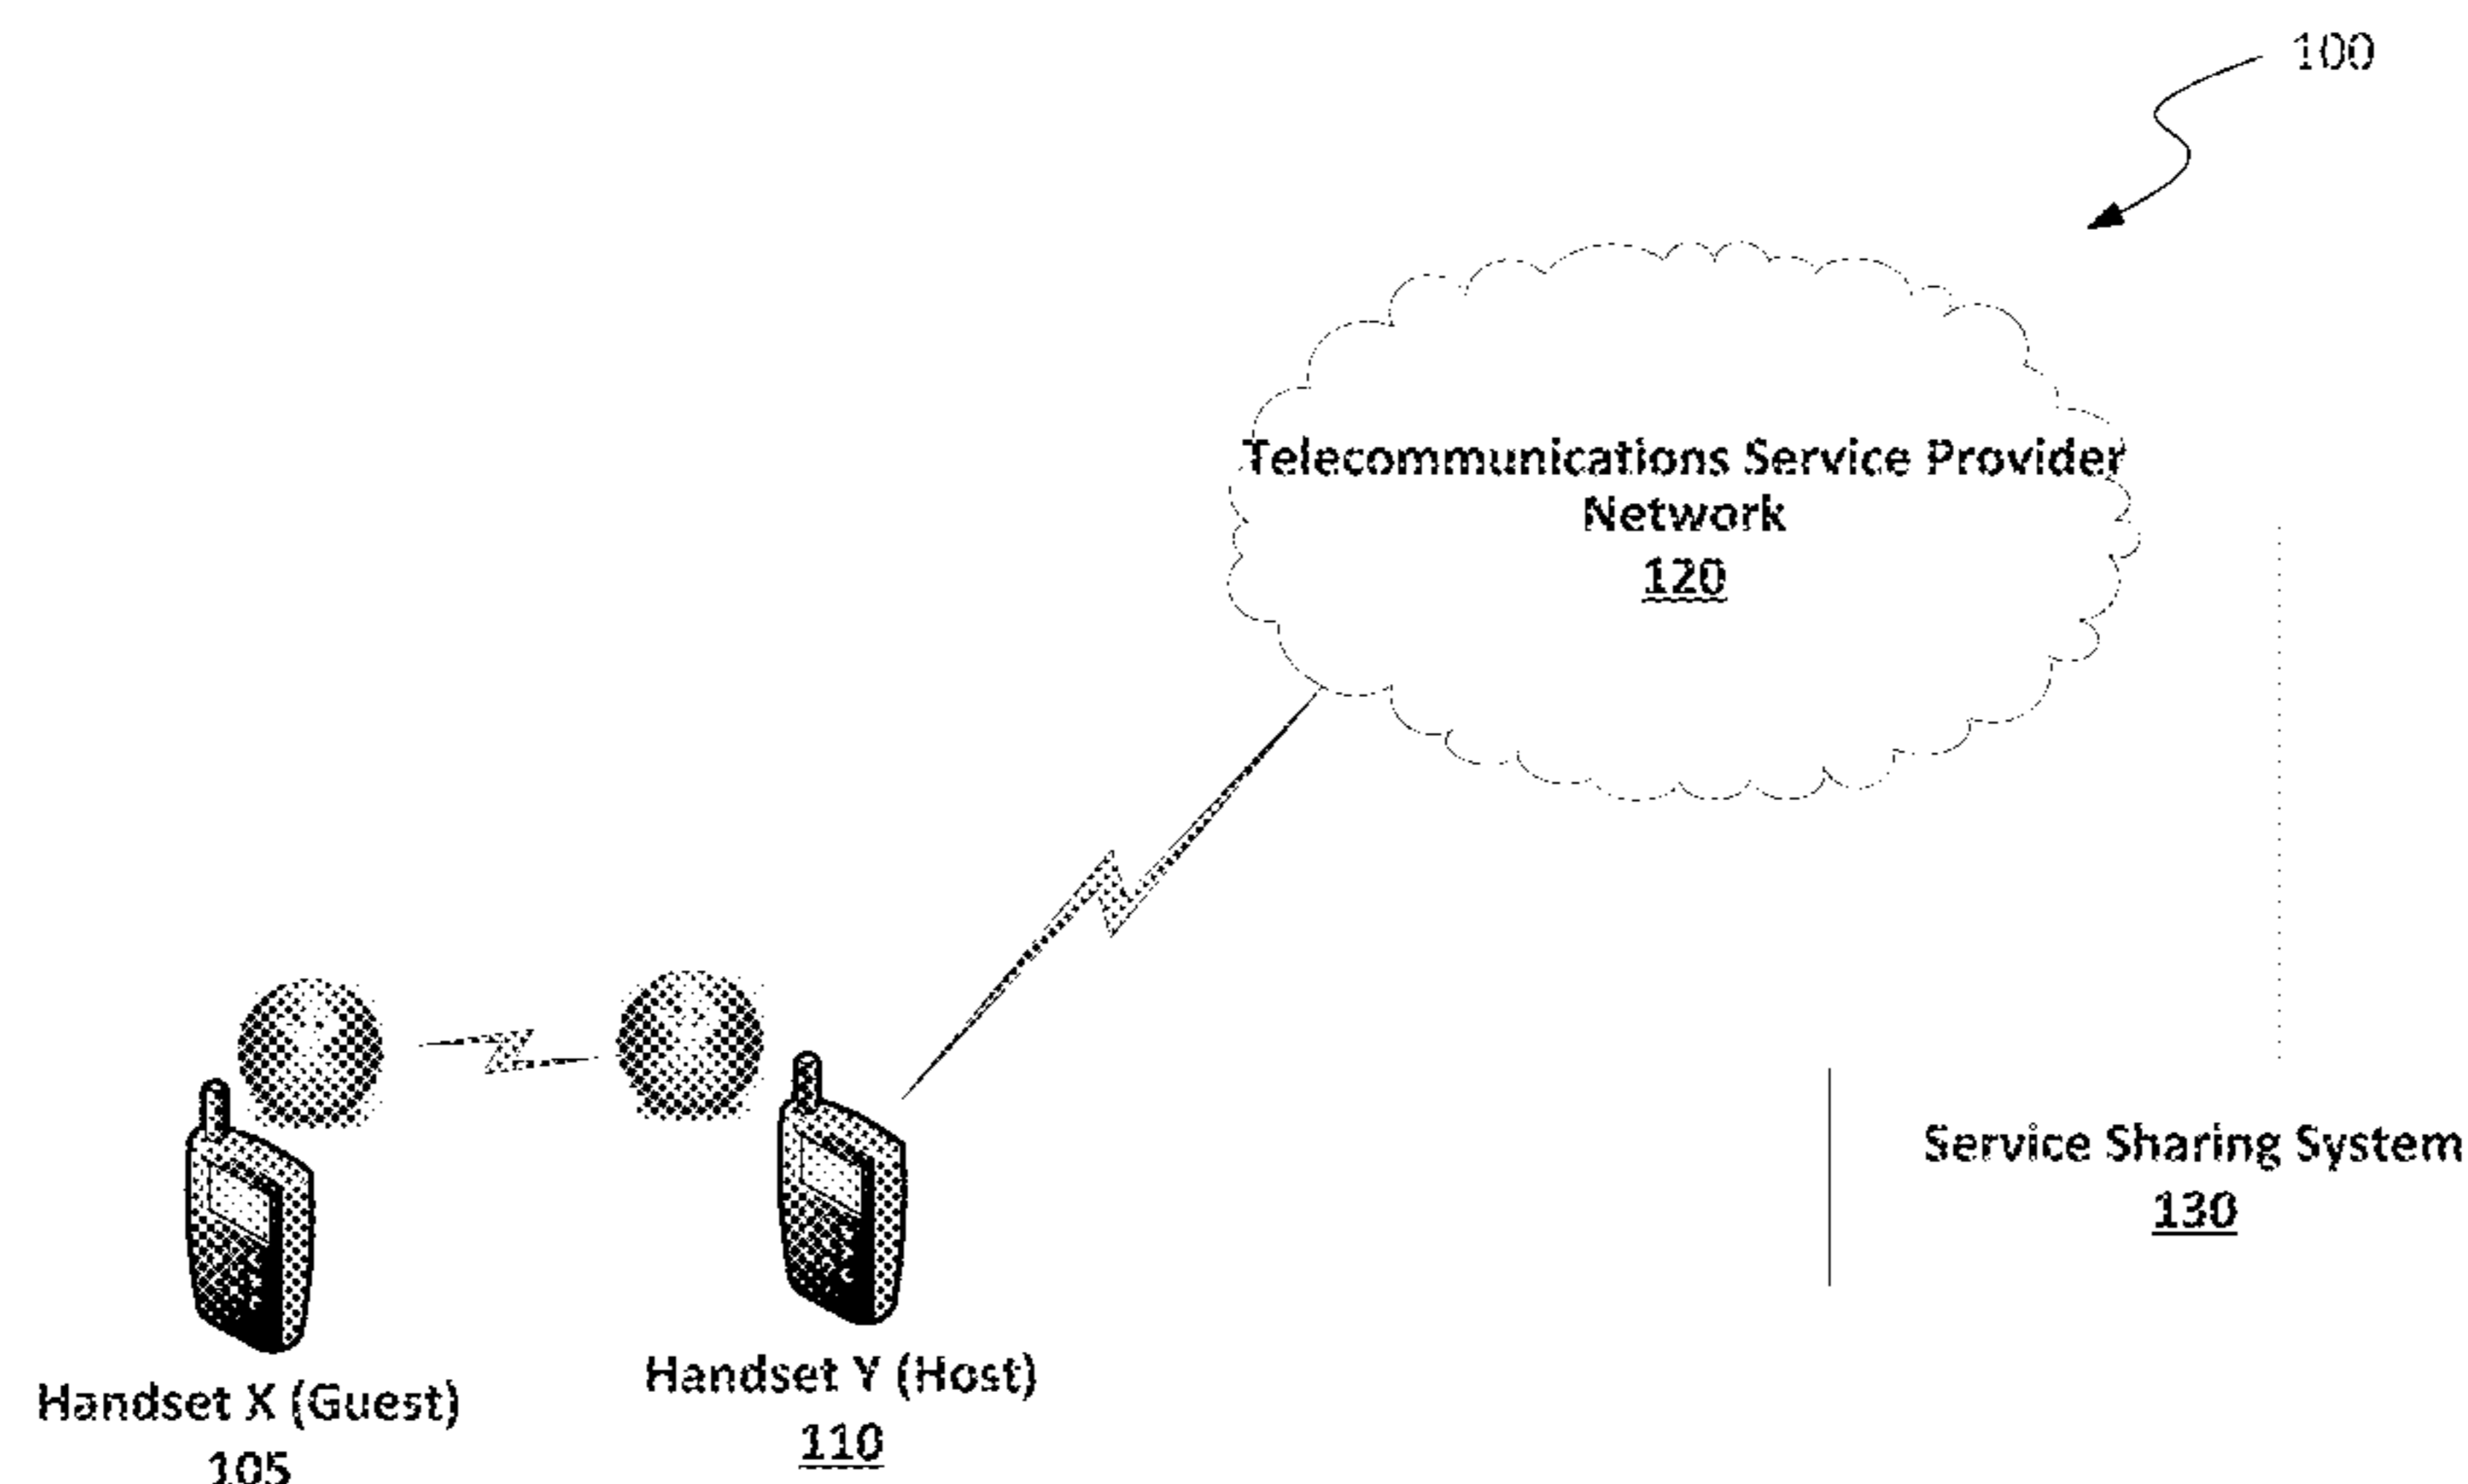 100
Telecommunications Service Provider
Network
120
Service Sharing System
130
Handset Y (Host)
110
Handset X (Guest)
105